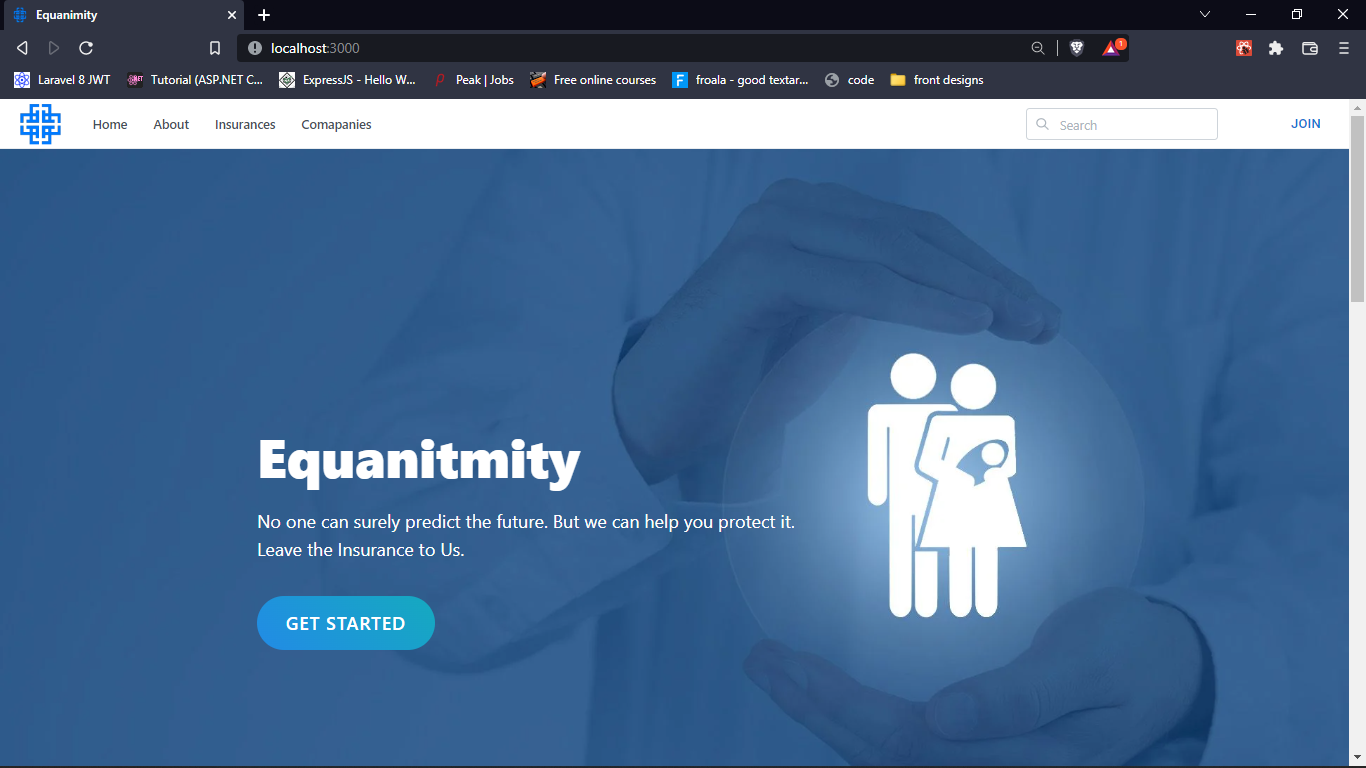 Equanimity
localhost:3000
1
Laravel 8 JWT
Tutorial (ASP.NET C...
ExpressJS - Hello W...
Peak | Jobs
Free online courses
froala - good textar...
code
front designs
Home
About
Insurances
Comapanies
Search
JOIN
Equanitmity
No one can surely predict the future. But we can help you protect it.
Leave the Insurance to Us.
GET STARTED